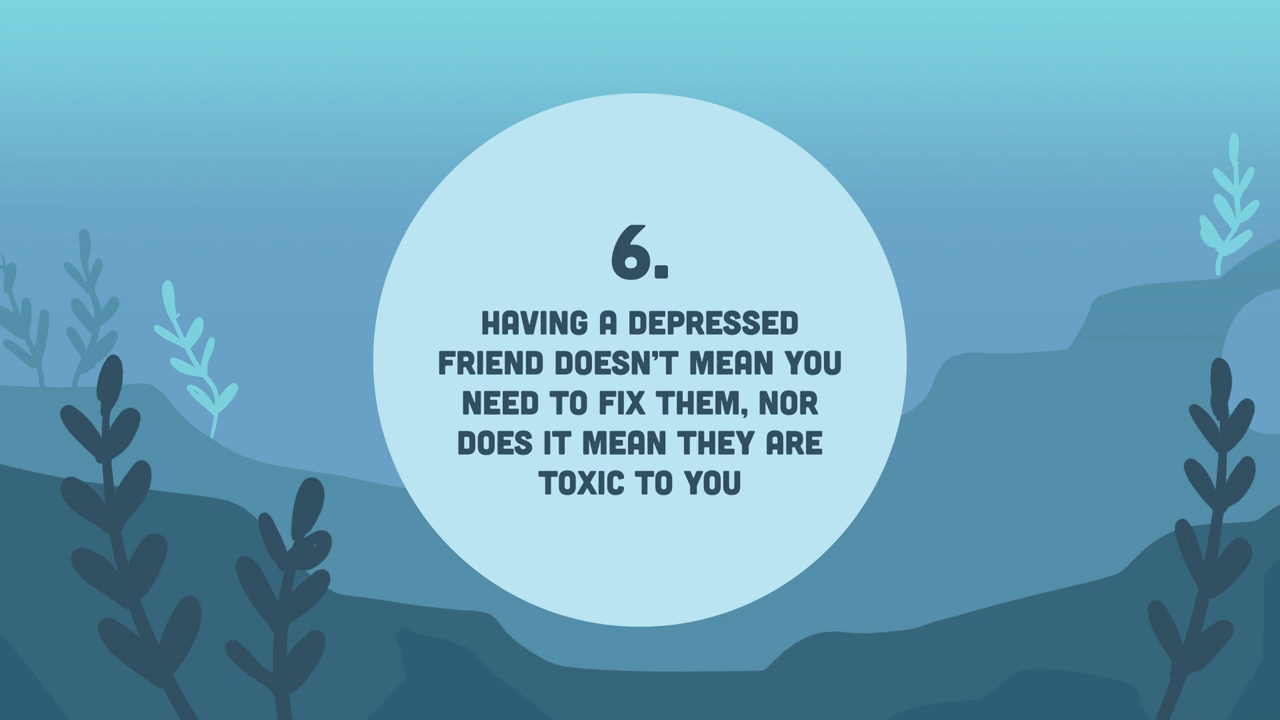 6.
HAVING A DEPRESSED
FRIEND DOESN'T MEAN YOU
NEED TO FIX THEM, NOR
DOES IT MEAN THEY ARE
TOXIC TO YOU